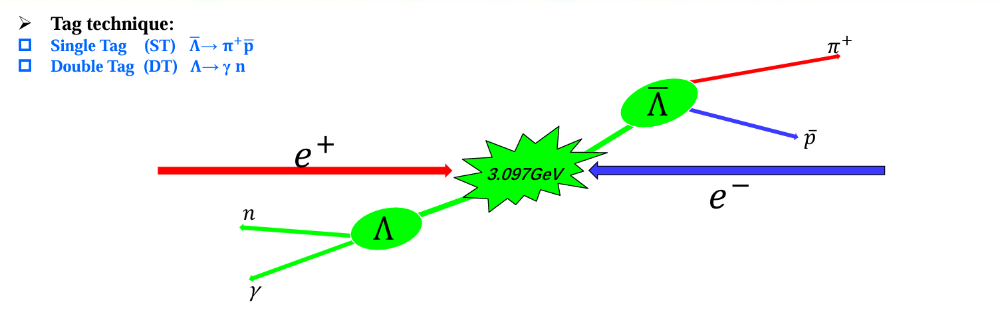 ➢ Tag technique:
Single Tag (ST) Λ̅→ π⁺p̅
Double Tag (DT) Λ→ γ n
π⁺
Λ̅
p̅
e⁺
3.097GeV
e⁻
n
Λ
γ